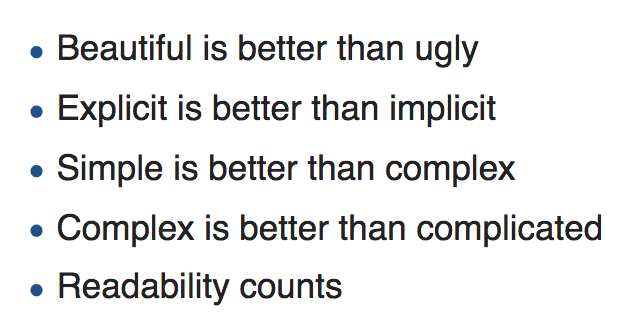 • Beautiful is better than ugly
• Explicit is better than implicit
• Simple is better than complex
• Complex is better than complicated
• Readability counts